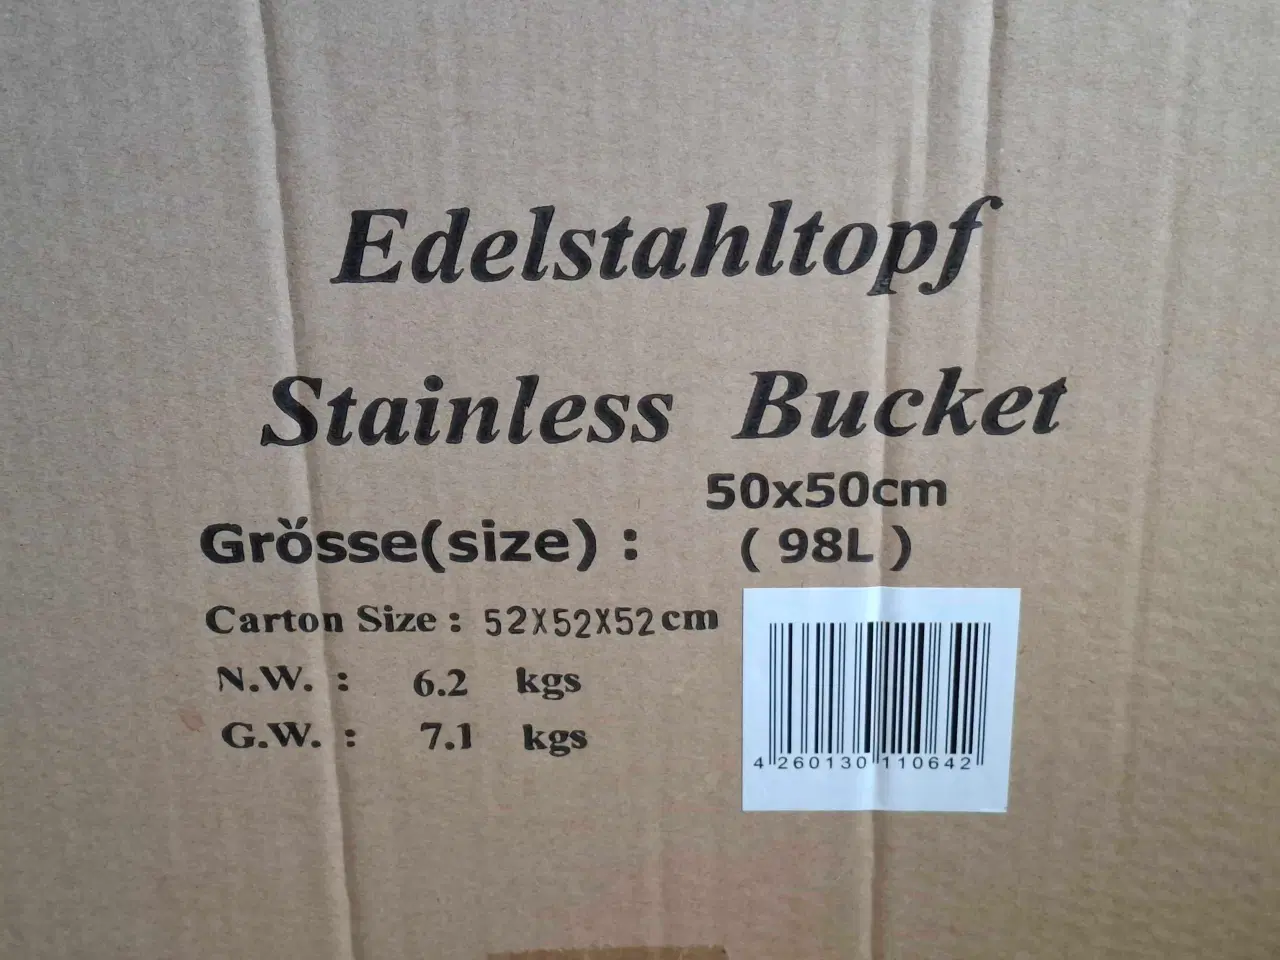 Edelstahltopf
Stainless Bucket
50x50cm
Grösse(size) : ( 98L )
Carton Size : 52X52X52 cm
N.W. : 6.2 kgs
G.W. : 7.1 kgs
4 260130 110642